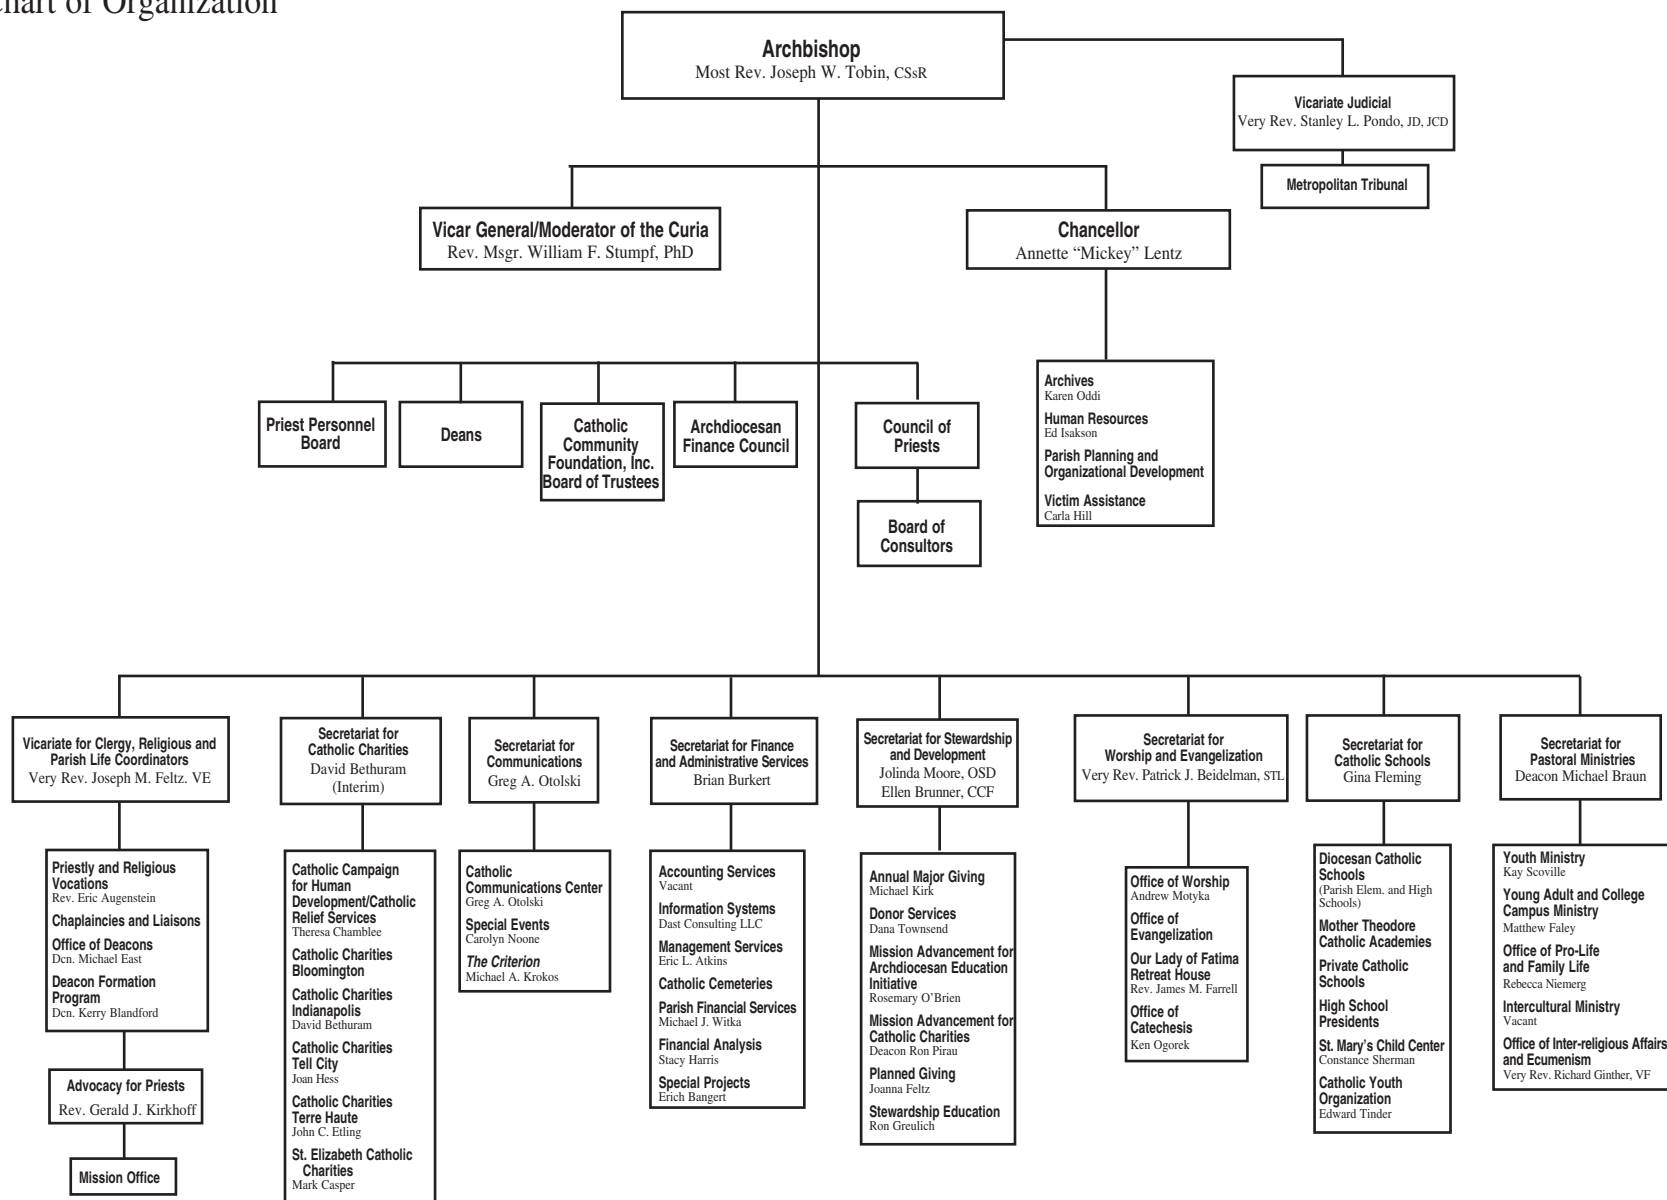 Chart of Organization
Archbishop
Most Rev. Joseph W. Tobin, CSsR
Vicariate Judicial
Very Rev. Stanley L. Pondo, JD, JCD
Metropolitan Tribunal
Vicar General/Moderator of the Curia
Rev. Msgr. William F. Stumpf, PhD
Chancellor
Annette “Mickey” Lentz
Archives
Karen Oddi
Human Resources
Ed Isakson
Parish Planning and
Organizational Development
Victim Assistance
Carla Hill
Priest Personnel
Board
Deans
Catholic
Community
Foundation, Inc.
Board of Trustees
Archdiocesan
Finance Council
Council of
Priests
Board of
Consultors
Vicariate for Clergy, Religious and
Parish Life Coordinators
Very Rev. Joseph M. Feltz. VE
Priestly and Religious
Vocations
Rev. Eric Augenstein
Chaplaincies and Liaisons
Office of Deacons
Dcn. Michael East
Deacon Formation
Program
Dcn. Kerry Blandford
Advocacy for Priests
Rev. Gerald J. Kirkhoff
Mission Office
Secretariat for
Catholic Charities
David Bethuram
(Interim)
Catholic Campaign
for Human
Development/Catholic
Relief Services
Theresa Chamblee
Catholic Charities
Bloomington
Catholic Charities
Indianapolis
David Bethuram
Catholic Charities
Tell City
Joan Hess
Catholic Charities
Terre Haute
John C. Etling
St. Elizabeth Catholic
Charities
Mark Casper
Secretariat for
Communications
Greg A. Otolski
Catholic
Communications Center
Greg A. Otolski
Special Events
Carolyn Noone
The Criterion
Michael A. Krokos
Secretariat for Finance
and Administrative Services
Brian Burkert
Accounting Services
Vacant
Information Systems
Dast Consulting LLC
Management Services
Eric L. Atkins
Catholic Cemeteries
Parish Financial Services
Michael J. Witka
Financial Analysis
Stacy Harris
Special Projects
Erich Bangert
Secretariat for Stewardship
and Development
Jolinda Moore, OSD
Ellen Brunner, CCF
Annual Major Giving
Michael Kirk
Donor Services
Dana Townsend
Mission Advancement for
Archdiocesan Education
Initiative
Rosemary O’Brien
Mission Advancement for
Catholic Charities
Deacon Ron Pirau
Planned Giving
Joanna Feltz
Stewardship Education
Ron Greulich
Secretariat for
Worship and Evangelization
Very Rev. Patrick J. Beidelman, STL
Office of Worship
Andrew Motyka
Office of
Evangelization
Our Lady of Fatima
Retreat House
Rev. James M. Farrell
Office of
Catechesis
Ken Ogorek
Secretariat for
Catholic Schools
Gina Fleming
Diocesan Catholic
Schools
(Parish Elem. and High
Schools)
Mother Theodore
Catholic Academies
Private Catholic
Schools
High School
Presidents
St. Mary’s Child Center
Constance Sherman
Catholic Youth
Organization
Edward Tinder
Secretariat for
Pastoral Ministries
Deacon Michael Braun
Youth Ministry
Kay Scoville
Young Adult and College
Campus Ministry
Matthew Faley
Office of Pro-Life
and Family Life
Rebecca Niemerg
Intercultural Ministry
Vacant
Office of Inter-religious Affairs
and Ecumenism
Very Rev. Richard Ginther, VF